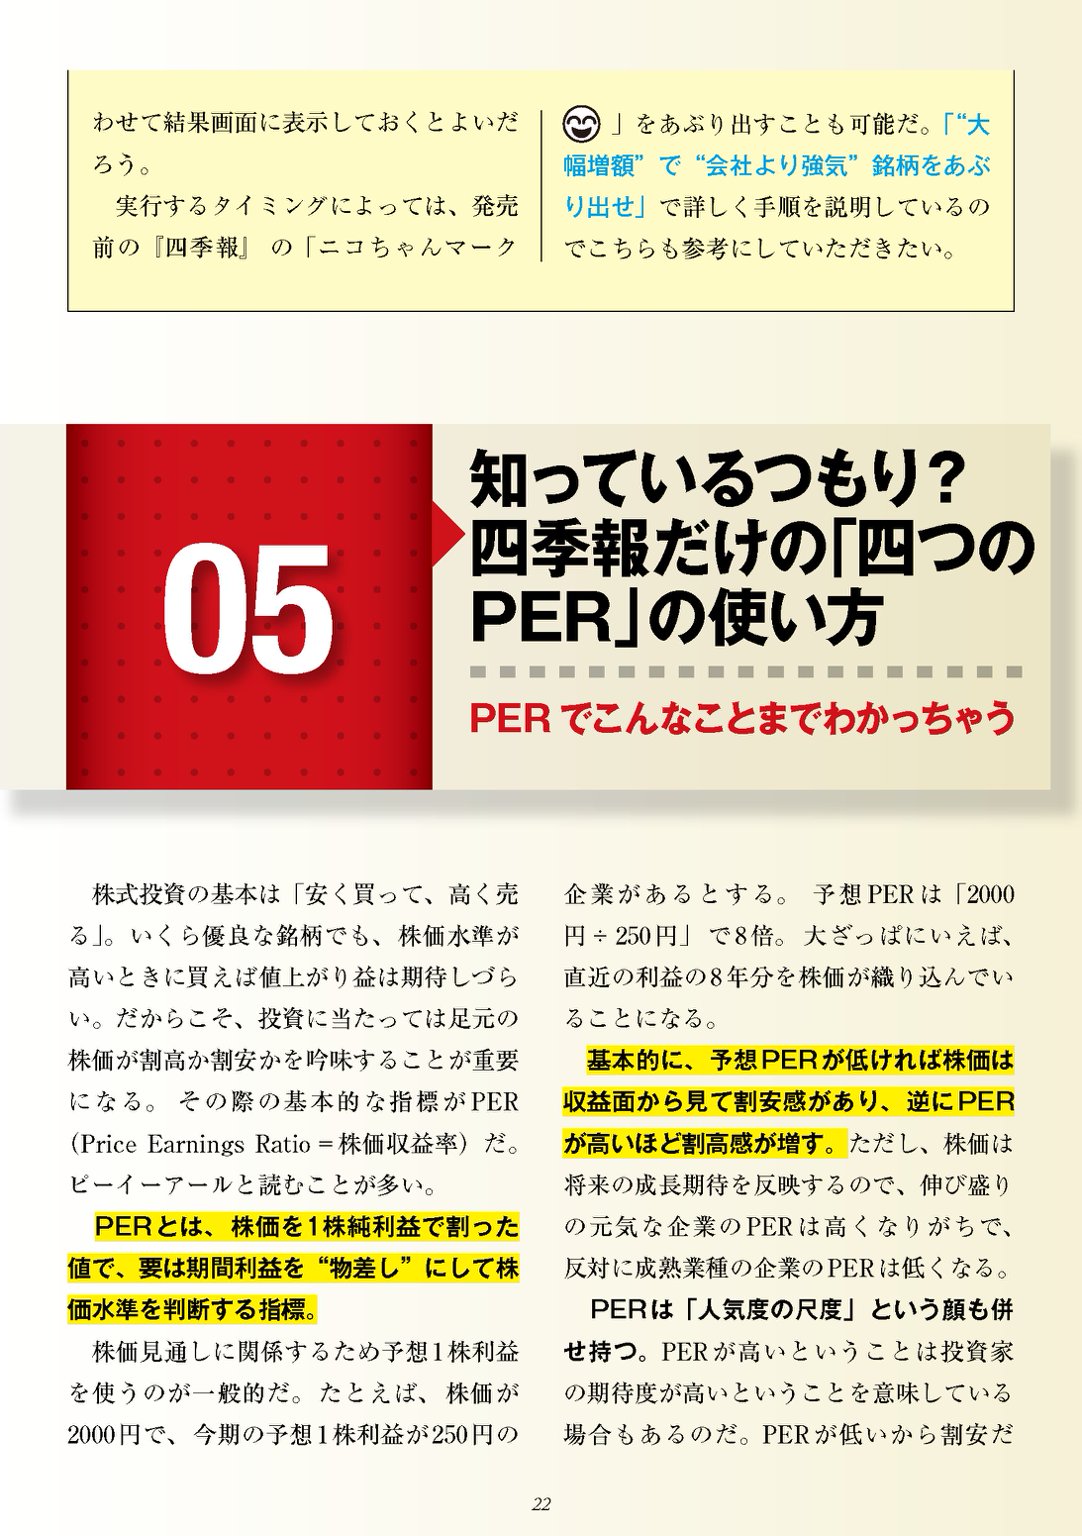 わせて結果画面に表示しておくとよいだ
ろう。
　実行するタイミングによっては、発売
前の『四季報』の「ニコちゃんマーク
」をあぶり出すことも可能だ。「“大
幅増額”で“会社より強気”銘柄をあぶ
り出せ」で詳しく手順を説明しているの
でこちらも参考にしていただきたい。
05
知っているつもり？
四季報だけの「四つの
PER」の使い方
PERでこんなことまでわかっちゃう
　株式投資の基本は「安く買って、高く売
る」。いくら優良な銘柄でも、株価水準が
高いときに買えば値上がり益は期待しづら
い。だからこそ、投資に当たっては足元の
株価が割高か割安かを吟味することが重要
になる。その際の基本的な指標がPER
（Price Earnings Ratio＝株価収益率）だ。
ピーイーアールと読むことが多い。
　PERとは、株価を1株純利益で割った
値で、要は期間利益を“物差し”にして株
価水準を判断する指標。
　株価見通しに関係するため予想1株利益
を使うのが一般的だ。たとえば、株価が
2000円で、今期の予想1株利益が250円の
企業があるとする。予想PERは「2000
円÷250円」で8倍。大ざっぱにいえば、
直近の利益の8年分を株価が織り込んでい
ることになる。
　基本的に、予想PERが低ければ株価は
収益面から見て割安感があり、逆にPER
が高いほど割高感が増す。ただし、株価は
将来の成長期待を反映するので、伸び盛り
の元気な企業のPERは高くなりがちで、
反対に成熟業種の企業のPERは低くなる。
　PERは「人気度の尺度」という顔も併
せ持つ。PERが高いということは投資家
の期待度が高いということを意味している
場合もあるのだ。PERが低いから割安だ
22